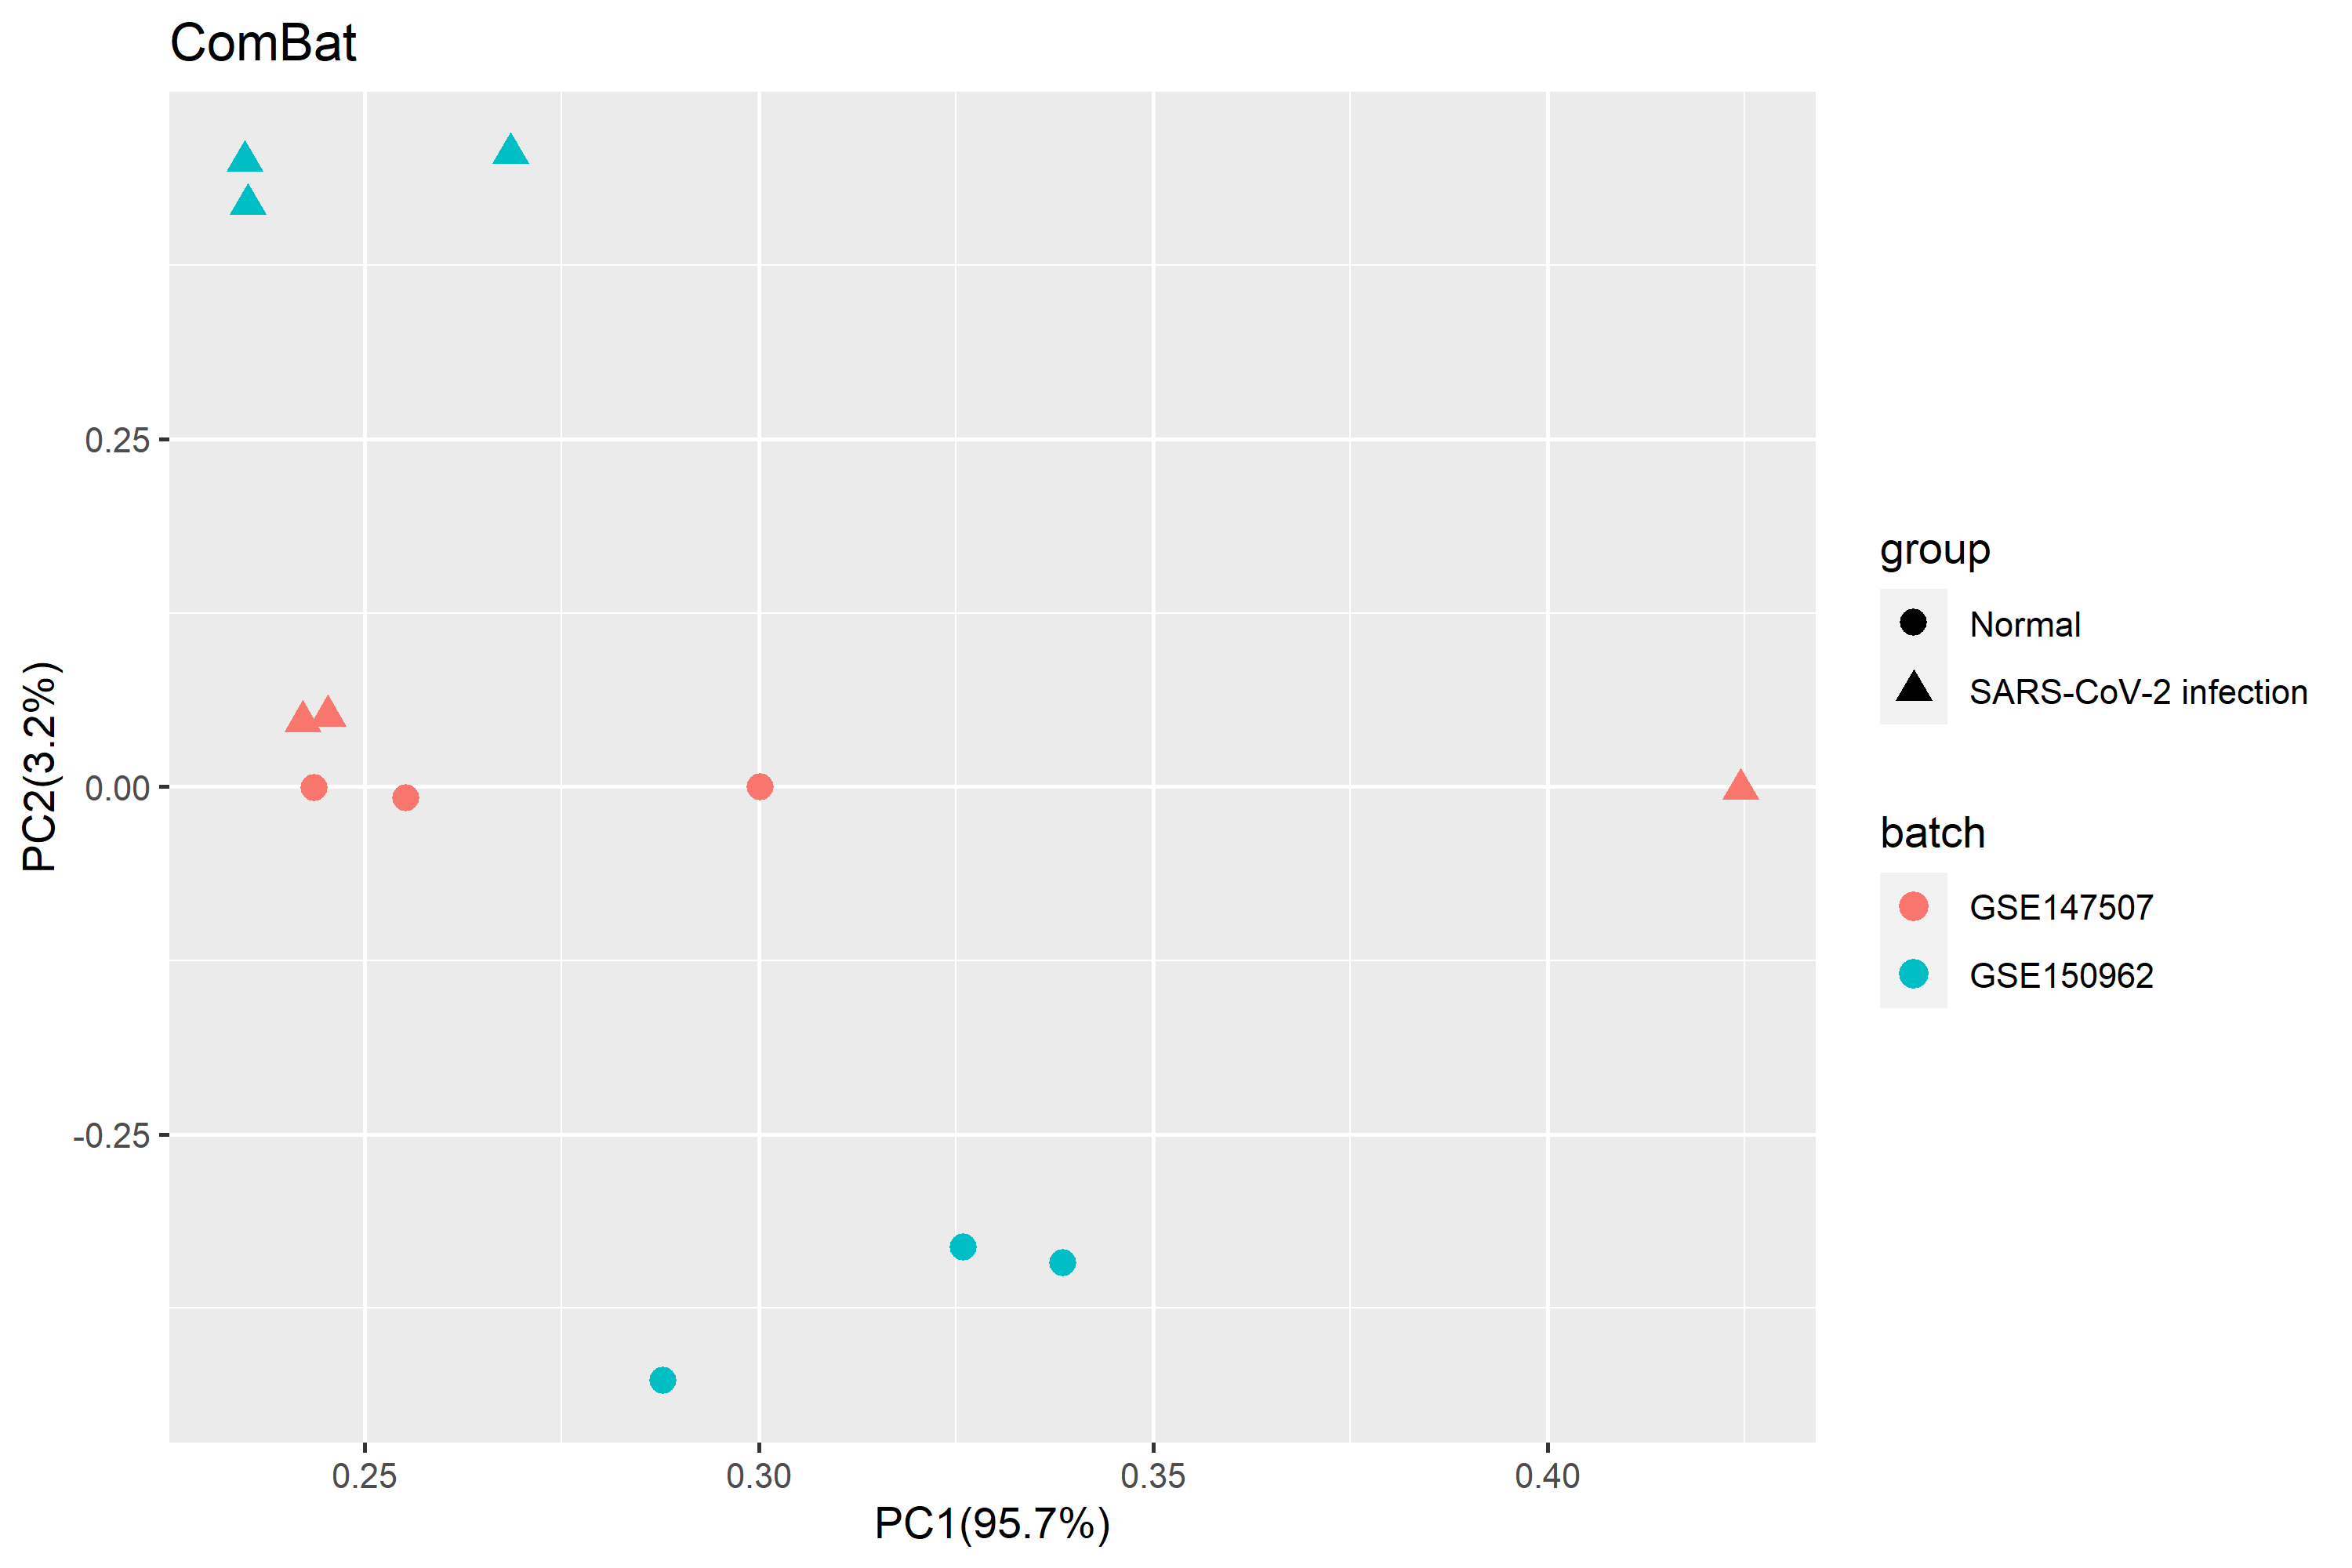 ComBat
PC2(3.2%)
0.25
0.00
-0.25
0.25
0.30
0.35
0.40
PC1(95.7%)
group
Normal
SARS-CoV-2 infection
batch
GSE147507
GSE150962